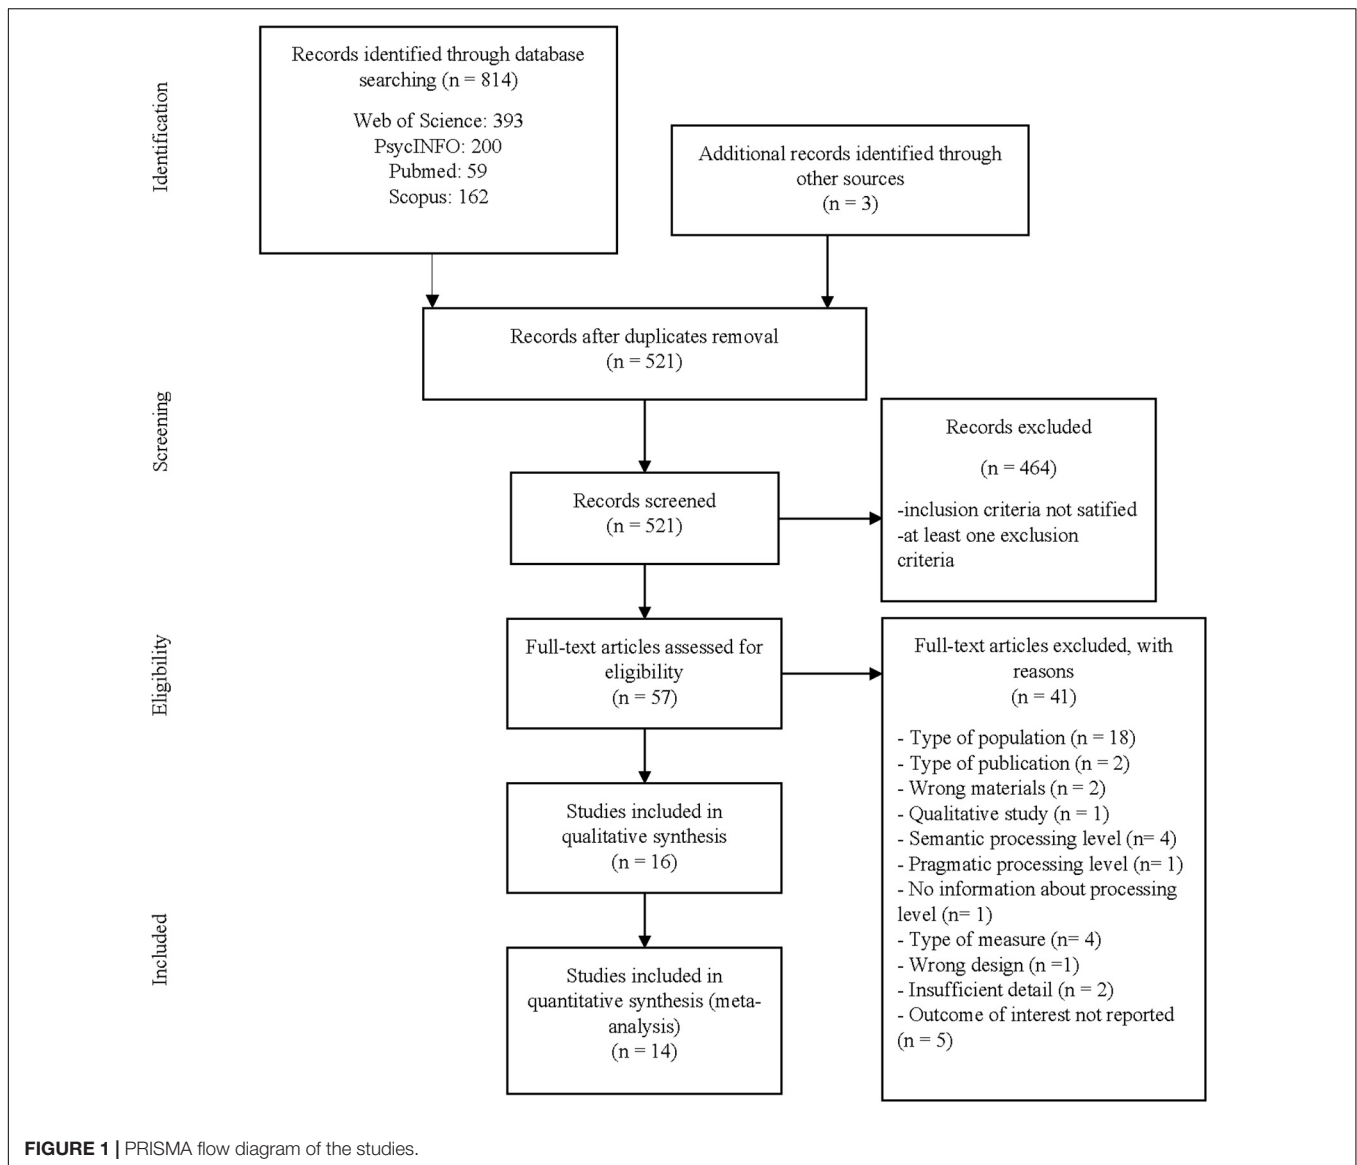 Identification
Records identified through database
searching (n = 814)
Web of Science: 393
PsycINFO: 200
Pubmed: 59
Scopus: 162
Additional records identified through
other sources
(n = 3)
Records after duplicates removal
(n = 521)
Screening
Records screened
(n = 521)
Records excluded
(n = 464)
-inclusion criteria not satified
-at least one exclusion
criteria
Eligibility
Full-text articles assessed for
eligibility
(n = 57)
Full-text articles excluded, with
reasons
(n = 41)
- Type of population (n = 18)
- Type of publication (n = 2)
- Wrong materials (n = 2)
- Qualitative study (n = 1)
- Semantic processing level (n= 4)
- Pragmatic processing level (n= 1)
- No information about processing
level (n= 1)
- Type of measure (n= 4)
- Wrong design (n =1)
- Insufficient detail (n = 2)
- Outcome of interest not reported
(n = 5)
Studies included in
qualitative synthesis
(n = 16)
Included
Studies included in
quantitative synthesis (meta-
analysis)
(n = 14)
FIGURE 1 | PRISMA flow diagram of the studies.